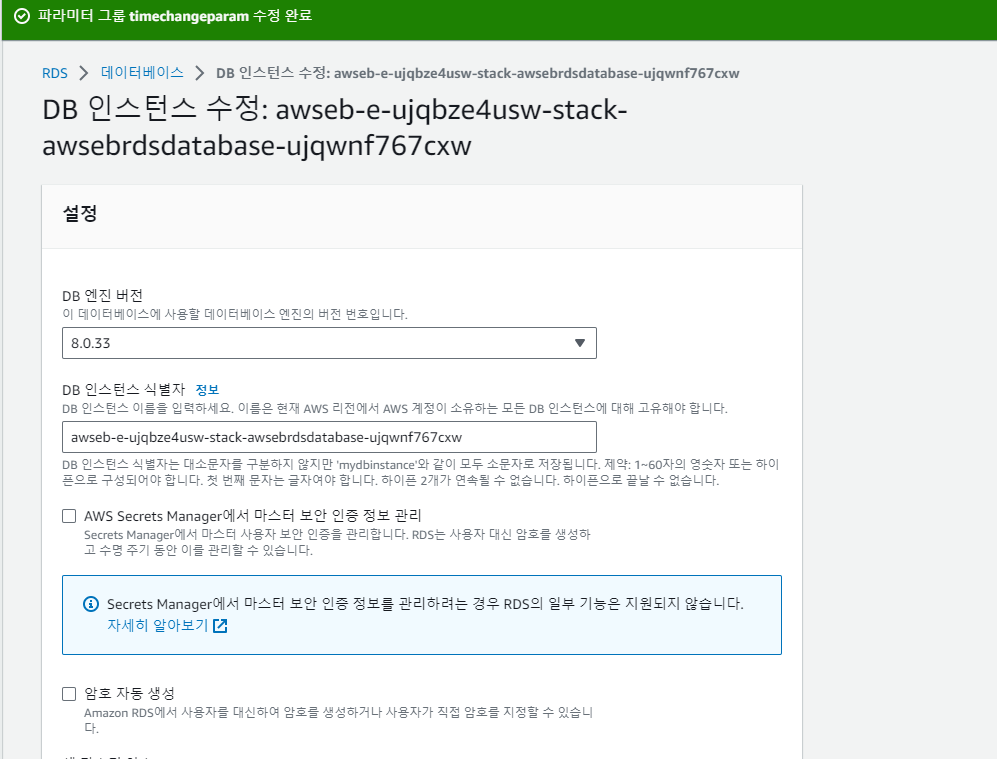 파라미터 그룹 timechangeparam 수정 완료
RDS > 데이터베이스 > DB 인스턴스 수정: awseb-e-ujqbze4usw-stack-awsebrdsdatabase-ujqwnf767cxw
DB 인스턴스 수정: awseb-e-ujqbze4usw-stack-
awsebrdsdatabase-ujqwnf767cxw
설정
DB 엔진 버전
이 데이터베이스에 사용할 데이터베이스 엔진의 버전 번호입니다.
8.0.33
DB 인스턴스 식별자 정보
DB 인스턴스 이름을 입력하세요. 이름은 현재 AWS 리전에서 AWS 계정이 소유하는 모든 DB 인스턴스에 대해 고유해야 합니다.
awseb-e-ujqbze4usw-stack-awsebrdsdatabase-ujqwnf767cxw
DB 인스턴스 식별자는 대소문자를 구분하지 않지만 'mydbinstance'와 같이 모두 소문자로 저장됩니다. 제약: 1~60자의 영숫자 또는 하이
픈으로 구성되어야 합니다. 첫 번째 문자는 글자여야 합니다. 하이픈 2개가 연속될 수 없습니다. 하이픈으로 끝날 수 없습니다.
AWS Secrets Manager에서 마스터 보안 인증 정보 관리
Secrets Manager에서 마스터 사용자 보안 인증을 관리합니다. RDS는 사용자 대신 암호를 생성하
고 수명 주기 동안 이를 관리할 수 있습니다.
Secrets Manager에서 마스터 보안 인증 정보를 관리하려는 경우 RDS의 일부 기능은 지원되지 않습니다.
자세히 알아보기
암호 자동 생성
Amazon RDS에서 사용자를 대신하여 암호를 생성하거나 사용자가 직접 암호를 지정할 수 있습니
다.